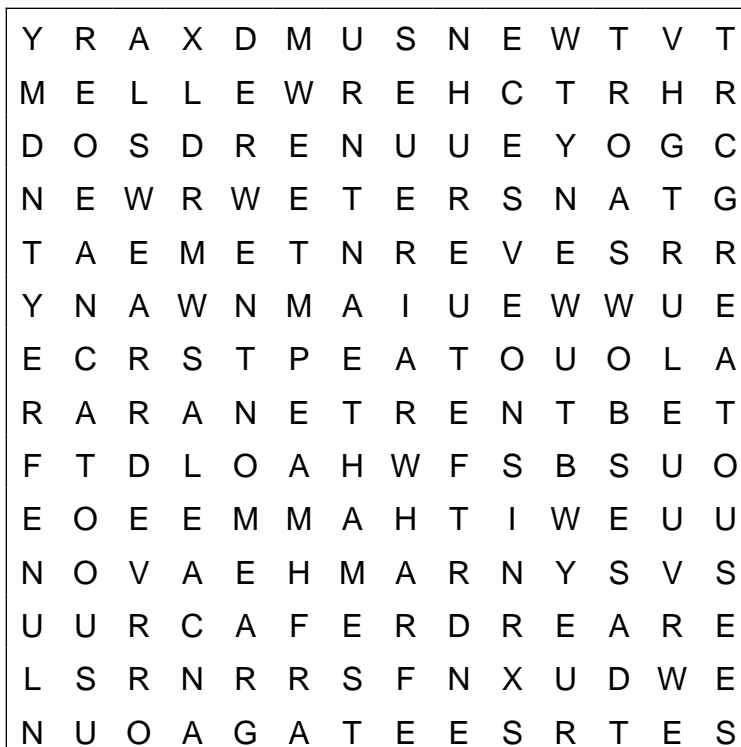 Y R A X D M U S N E W T V T
M E L L E W R E H C T R H R
D O S D R E N U U E Y O G C
N E W R W E T E R S N A T G
T A E M E T N R E V E S R R
Y N A W N M A I U E W W U E
E C R S T P E A T O U O L A
R A R A N E T R E N T B E T
F T D L O A H W F S B S U O
E O E E M M A H T I W E U U
N O V A E H M A R N Y S V S
U U R C A F E R D R E A R E
L S R N R R S F N X U D W E
N U O A G A T E E S R T E S